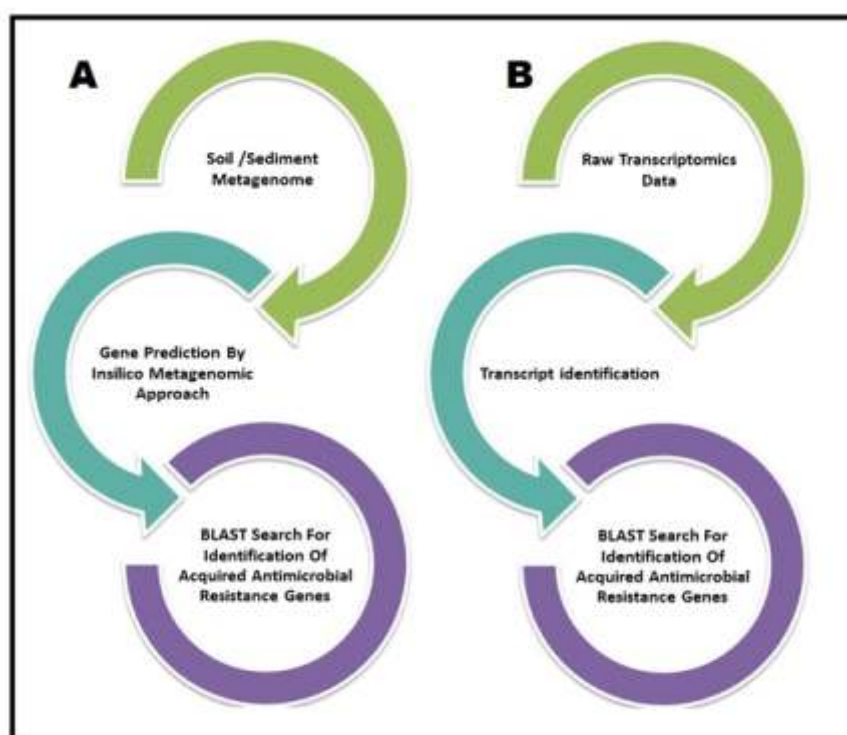 A
Soil /Sediment
Metagenome
Gene Prediction By
Insilico Metagenomic
Approach
BLAST Search For
Identification Of
Acquired Antimicrobial
Resistance Genes
B
Raw Transcriptomics
Data
Transcript identification
BLAST Search For
Identification Of
Acquired Antimicrobial
Resistance Genes